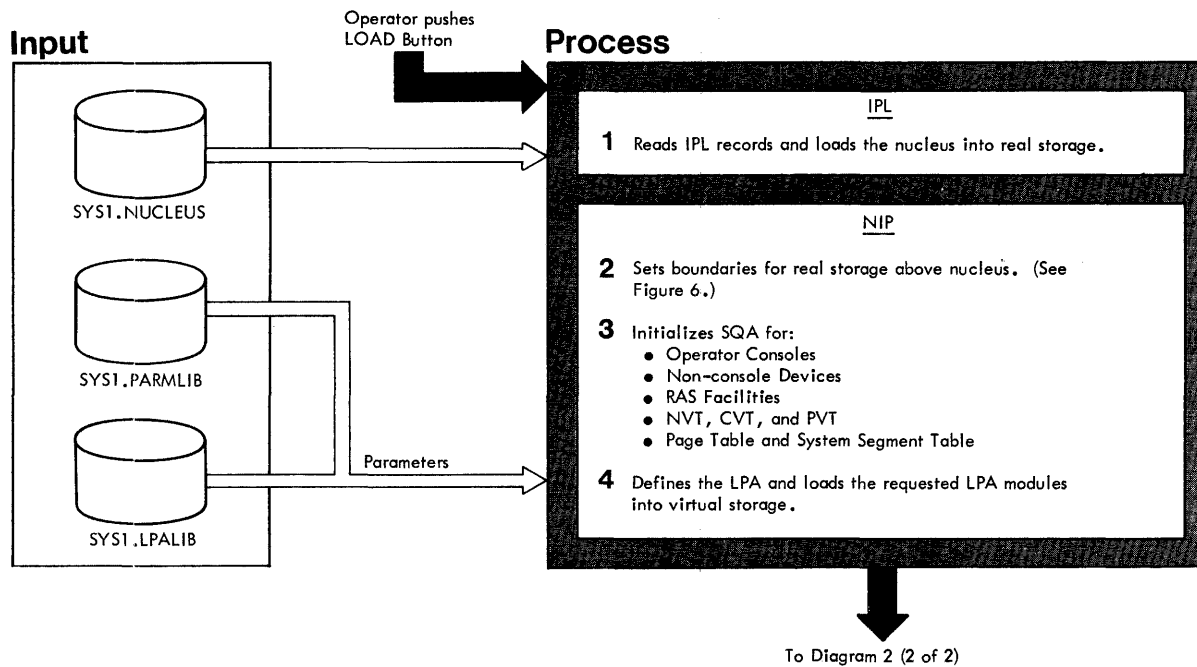 Operator pushes
LOAD Button
Input
SYS1.NUCLEUS
SYS1.PARMLIB
SYS1.LPALIB
Parameters
Process
IPL
1 Reads IPL records and loads the nucleus into real storage.
NIP
2 Sets boundaries for real storage above nucleus. (See
Figure 6.)
3 Initializes SQA for:
● Operator Consoles
● Non-console Devices
● RAS Facilities
● NVT, CVT, and PVT
● Page Table and System Segment Table
4 Defines the LPA and loads the requested LPA modules
into virtual storage.
To Diagram 2 (2 of 2)